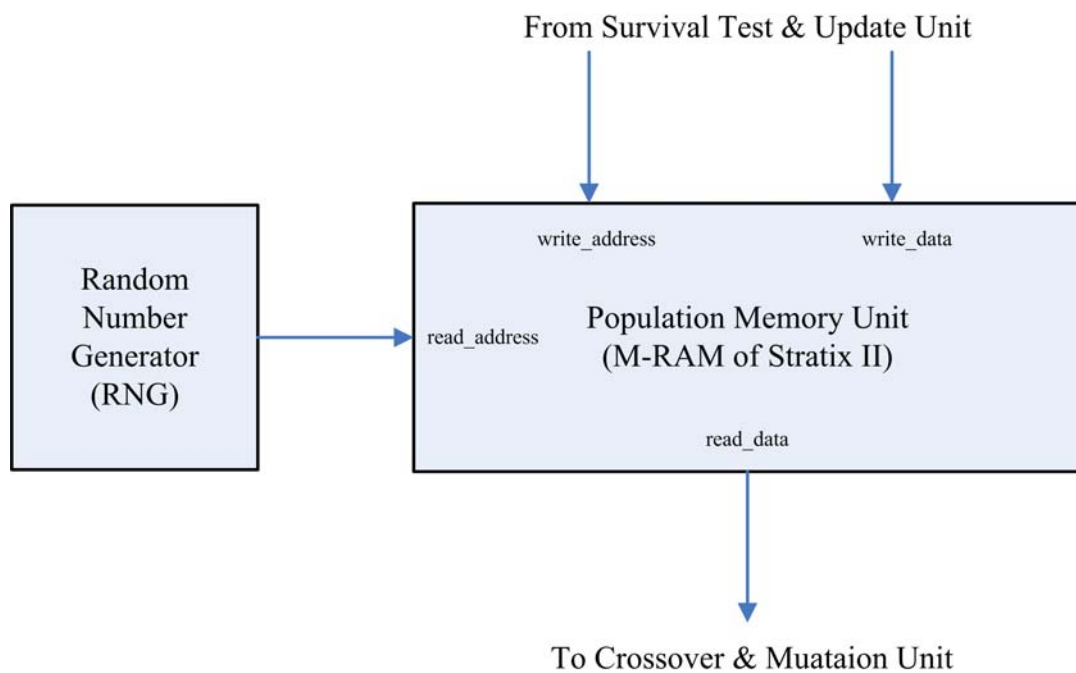 From Survival Test & Update Unit
write_address
write_data
Random
Number
Generator
(RNG)
read_address
Population Memory Unit
(M-RAM of Stratix II)
read_data
To Crossover & Muataion Unit